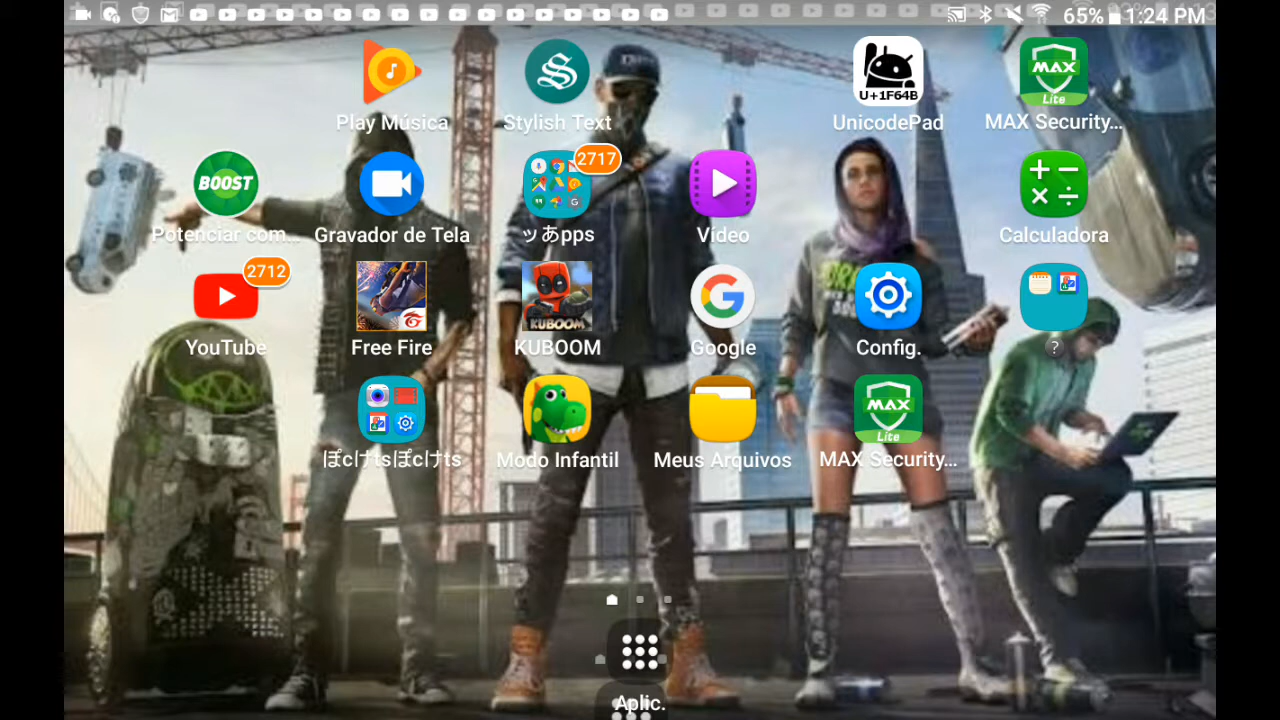 65% 1:24 PM
U+1F64B
MAX
Lite
Play Música
Stylish Text
UnicodePad
MAX Security...
BOOST
2717
Potenciar com...
Gravador de Tela
ッあpps
Vídeo
Calculadora
2712
KUBOOM
YouTube
Free Fire
KUBOOM
Google
Config.
?
MAX
Lite
ぽcけtsぽcけts
Modo Infantil
Meus Arquivos
MAX Security...
Aplic.